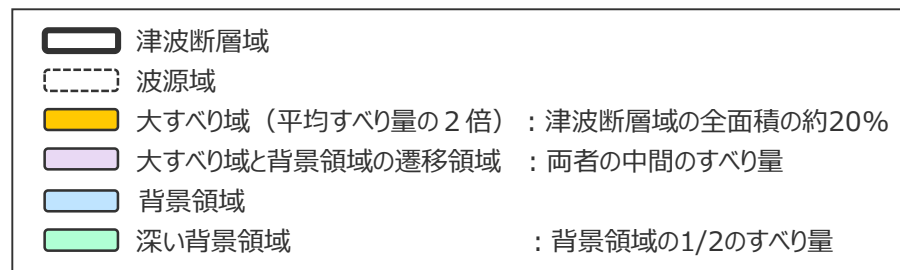 津波断層域
波源域
大すべり域（平均すべり量の２倍）：津波断層域の全面積の約20%
大すべり域と背景領域の遷移領域 ：両者の中間のすべり量
背景領域
深い背景領域 ：背景領域の1/2のすべり量